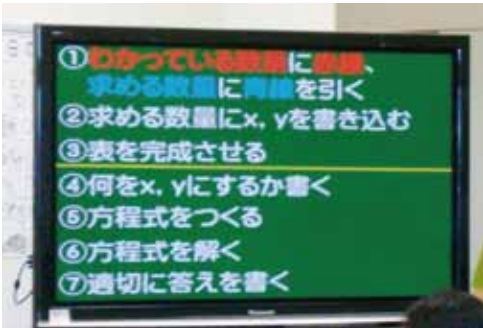 ①わかっている数量に赤線、
求める数量に青線を引く
②求める数量にx, yを書き込む
③表を完成させる
④何をx, yにするか書く
⑤方程式をつくる
⑥方程式を解く
⑦適切に答えを書く
Panasonic